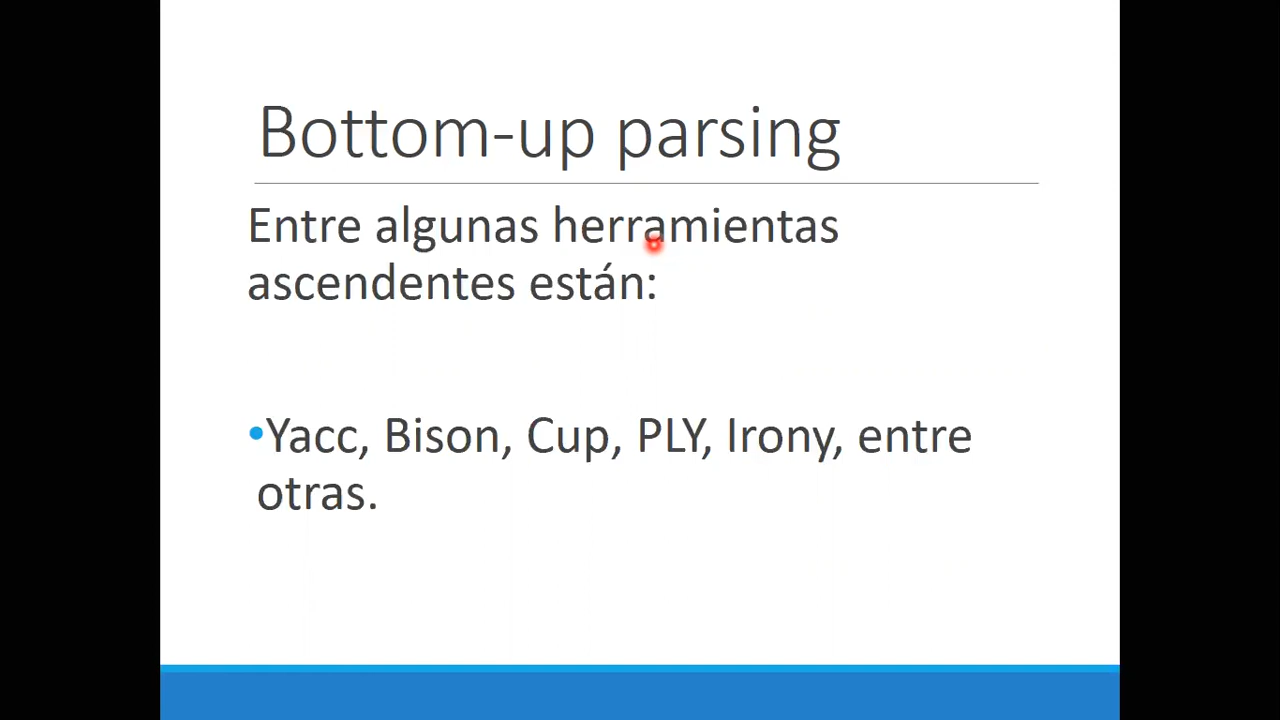 Bottom-up parsing
Entre algunas herramientas
ascendentes están:
•Yacc, Bison, Cup, PLY, Irony, entre
otras.